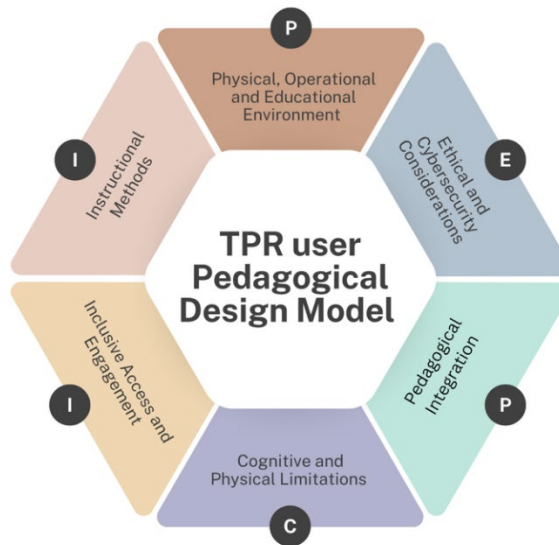 P
Physical, Operational
and Educational
Environment
E
Ethical and
Cybersecurity
Considerations
P
Pedagogical
Integration
C
Cognitive and
Physical Limitations
I
Inclusive Access and
Engagement
I
Instructional
Methods
TPR user
Pedagogical
Design Model